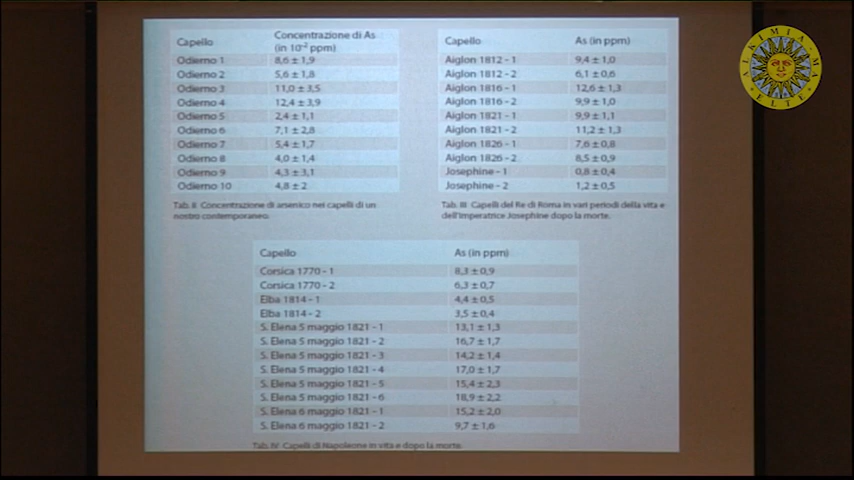 Capello Concentrazione di As
(in 10⁻² ppm)
Odierno 1 8,6 ± 1,9
Odierno 2 5,6 ± 1,8
Odierno 3 11,0 ± 3,5
Odierno 4 12,4 ± 3,9
Odierno 5 2,4 ± 1,1
Odierno 6 7,1 ± 2,8
Odierno 7 5,4 ± 1,7
Odierno 8 4,0 ± 1,4
Odierno 9 4,3 ± 3,1
Odierno 10 4,8 ± 2
Tab. II Concentrazione di arsenico nei capelli di un
nostro contemporaneo.
Capello As (in ppm)
Aiglon 1812 - 1 9,4 ± 1,0
Aiglon 1812 - 2 6,1 ± 0,6
Aiglon 1816 - 1 12,6 ± 1,3
Aiglon 1816 - 2 9,9 ± 1,0
Aiglon 1821 - 1 9,9 ± 1,1
Aiglon 1821 - 2 11,2 ± 1,3
Aiglon 1826 - 1 7,6 ± 0,8
Aiglon 1826 - 2 8,5 ± 0,9
Josephine - 1 0,8 ± 0,4
Josephine - 2 1,2 ± 0,5
Tab. III Capelli del Re di Roma in vari periodi della vita e
dell'Imperatrice Josephine dopo la morte.
Capello As (in ppm)
Corsica 1770 - 1 8,3 ± 0,9
Corsica 1770 - 2 6,3 ± 0,7
Elba 1814 - 1 4,4 ± 0,5
Elba 1814 - 2 3,5 ± 0,4
S. Elena 5 maggio 1821 - 1 13,1 ± 1,3
S. Elena 5 maggio 1821 - 2 16,7 ± 1,7
S. Elena 5 maggio 1821 - 3 14,2 ± 1,4
S. Elena 5 maggio 1821 - 4 17,0 ± 1,7
S. Elena 5 maggio 1821 - 5 15,4 ± 2,3
S. Elena 5 maggio 1821 - 6 18,9 ± 2,2
S. Elena 6 maggio 1821 - 1 15,2 ± 2,0
S. Elena 6 maggio 1821 - 2 9,7 ± 1,6
Tab. IV Capelli di Napoleone in vita e dopo la morte.
ALKIMIA · MA
ELTE